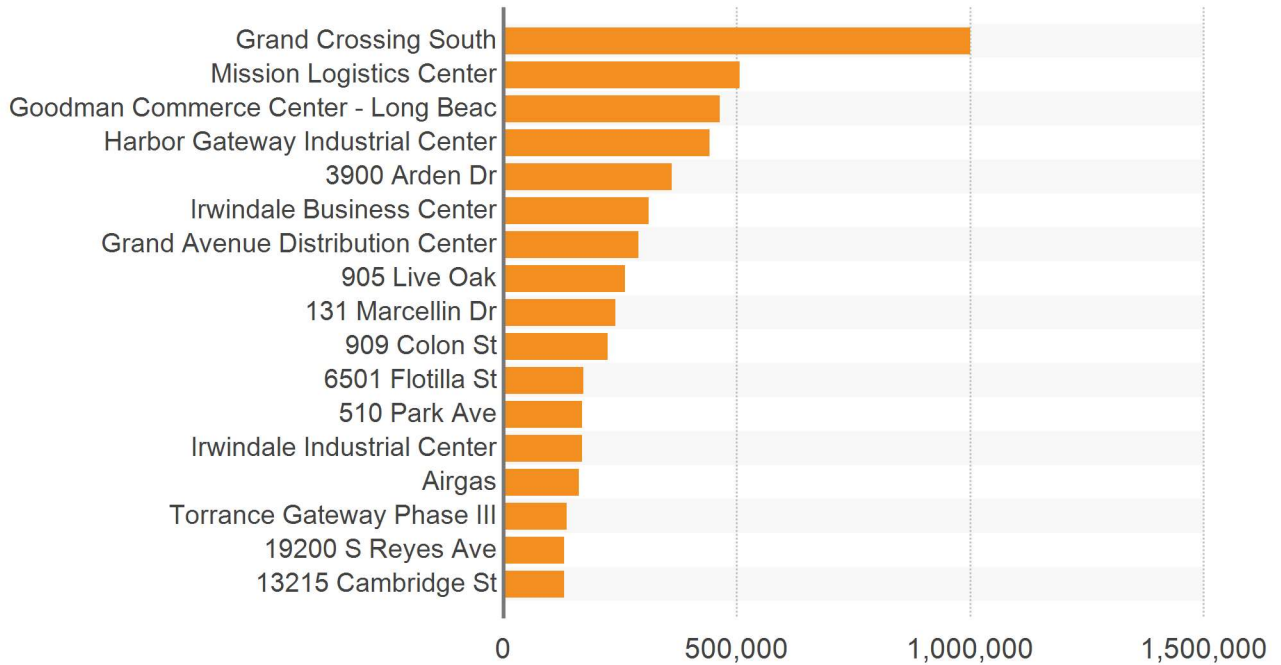 Grand Crossing South
Mission Logistics Center
Goodman Commerce Center - Long Beac
Harbor Gateway Industrial Center
3900 Arden Dr
Irwindale Business Center
Grand Avenue Distribution Center
905 Live Oak
131 Marcellin Dr
909 Colon St
6501 Flotilla St
510 Park Ave
Irwindale Industrial Center
Airgas
Torrance Gateway Phase III
19200 S Reyes Ave
13215 Cambridge St
0 500,000 1,000,000 1,500,000